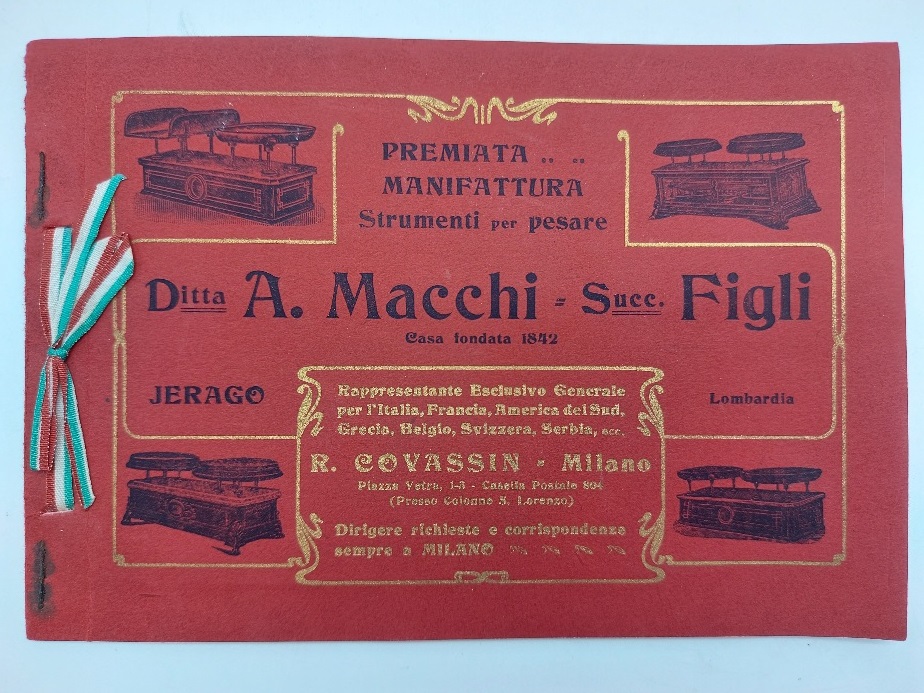 PREMIATA .. ..
MANIFATTURA
Strumenti per pesare
Ditta A. Macchi - Succ. Figli
Casa fondata 1842
JERAGO
Lombardia
Rappresentante Esclusivo Generale
per l'Italia, Francia, America del Sud,
Grecia, Belgio, Svizzera, Serbia, ecc.
R. COVASSIN - Milano
Piazza Vetra, 1-3 - Casella Postale 804
(Presso Colonne S. Lorenzo)
Dirigere richieste e corrispondenza
sempre a MILANO